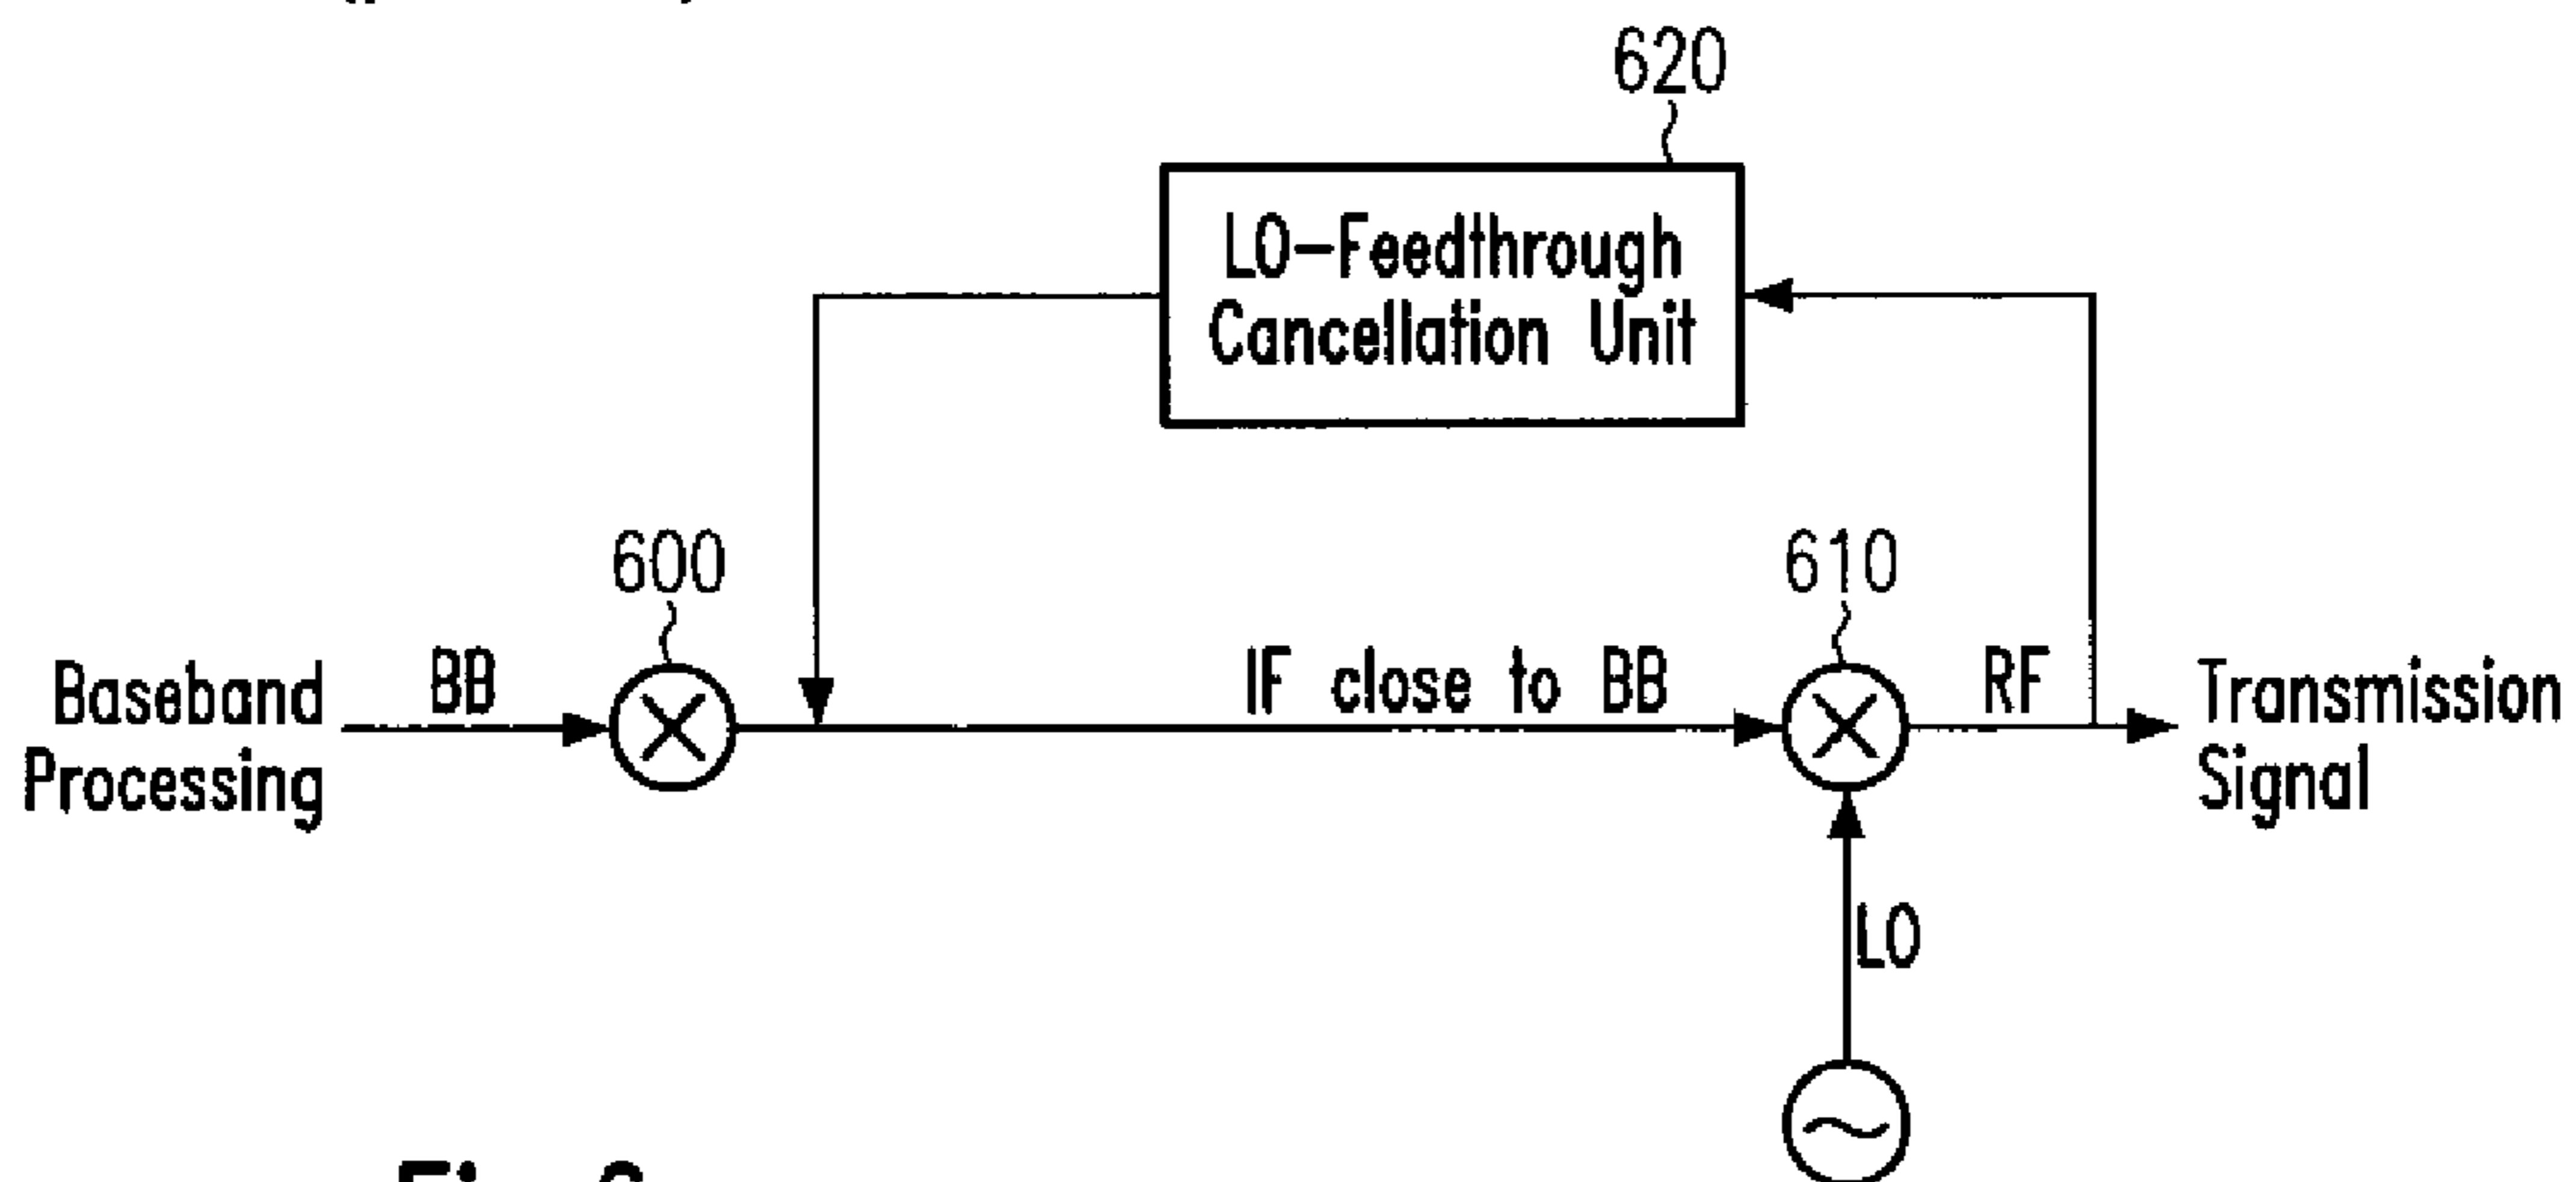 620
LO-Feedthrough
Cancellation Unit
600
610
Baseband
Processing
BB
IF close to BB
RF
Transmission
Signal
LO